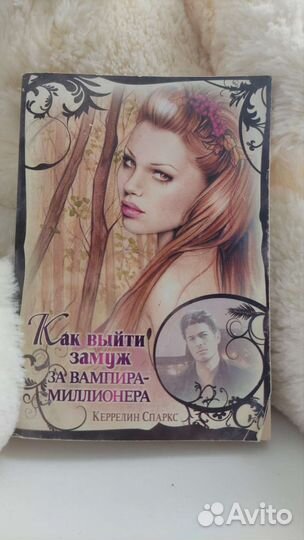 Как выйти
замуж
за вампира-
миллионера
Керрелин Спаркс
Avito